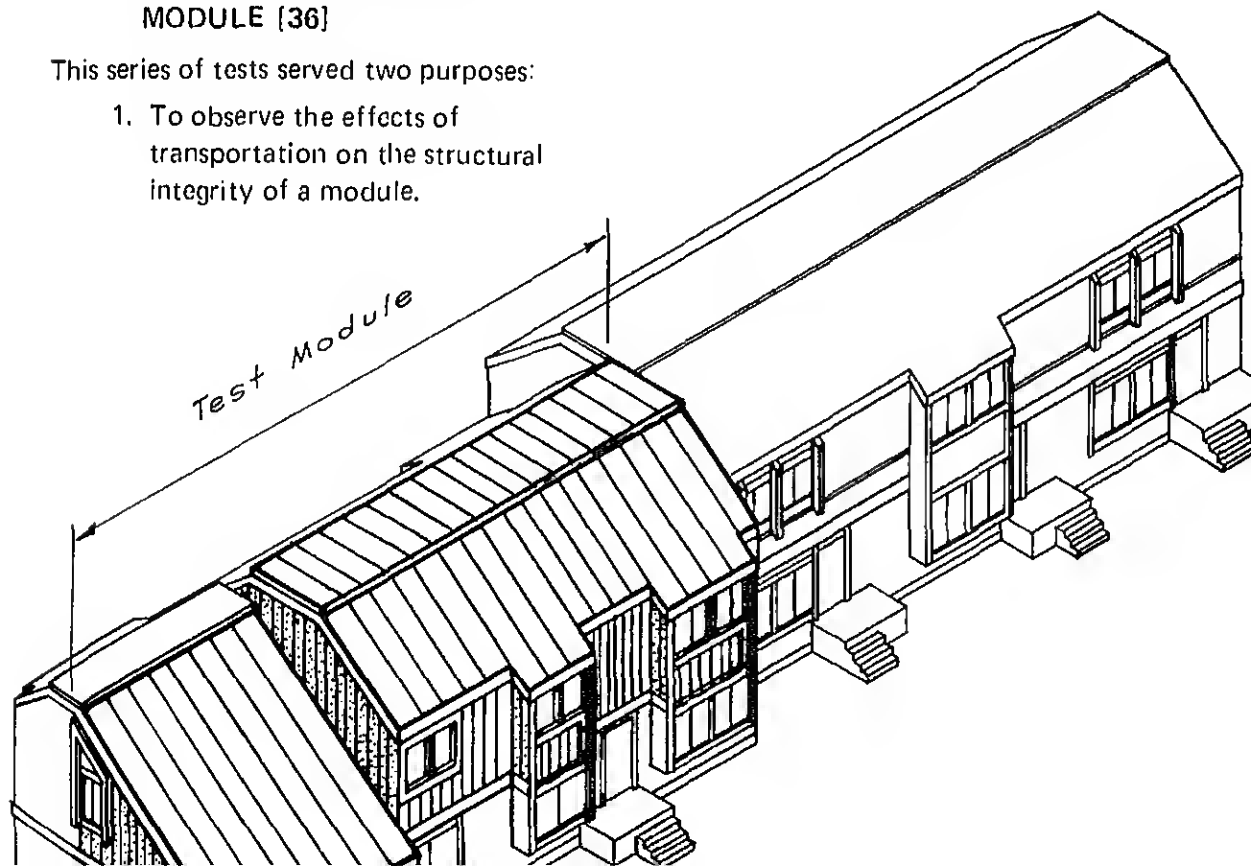 MODULE [36]
This series of tests served two purposes:
1. To observe the effects of
transportation on the structural
integrity of a module.
Test Module